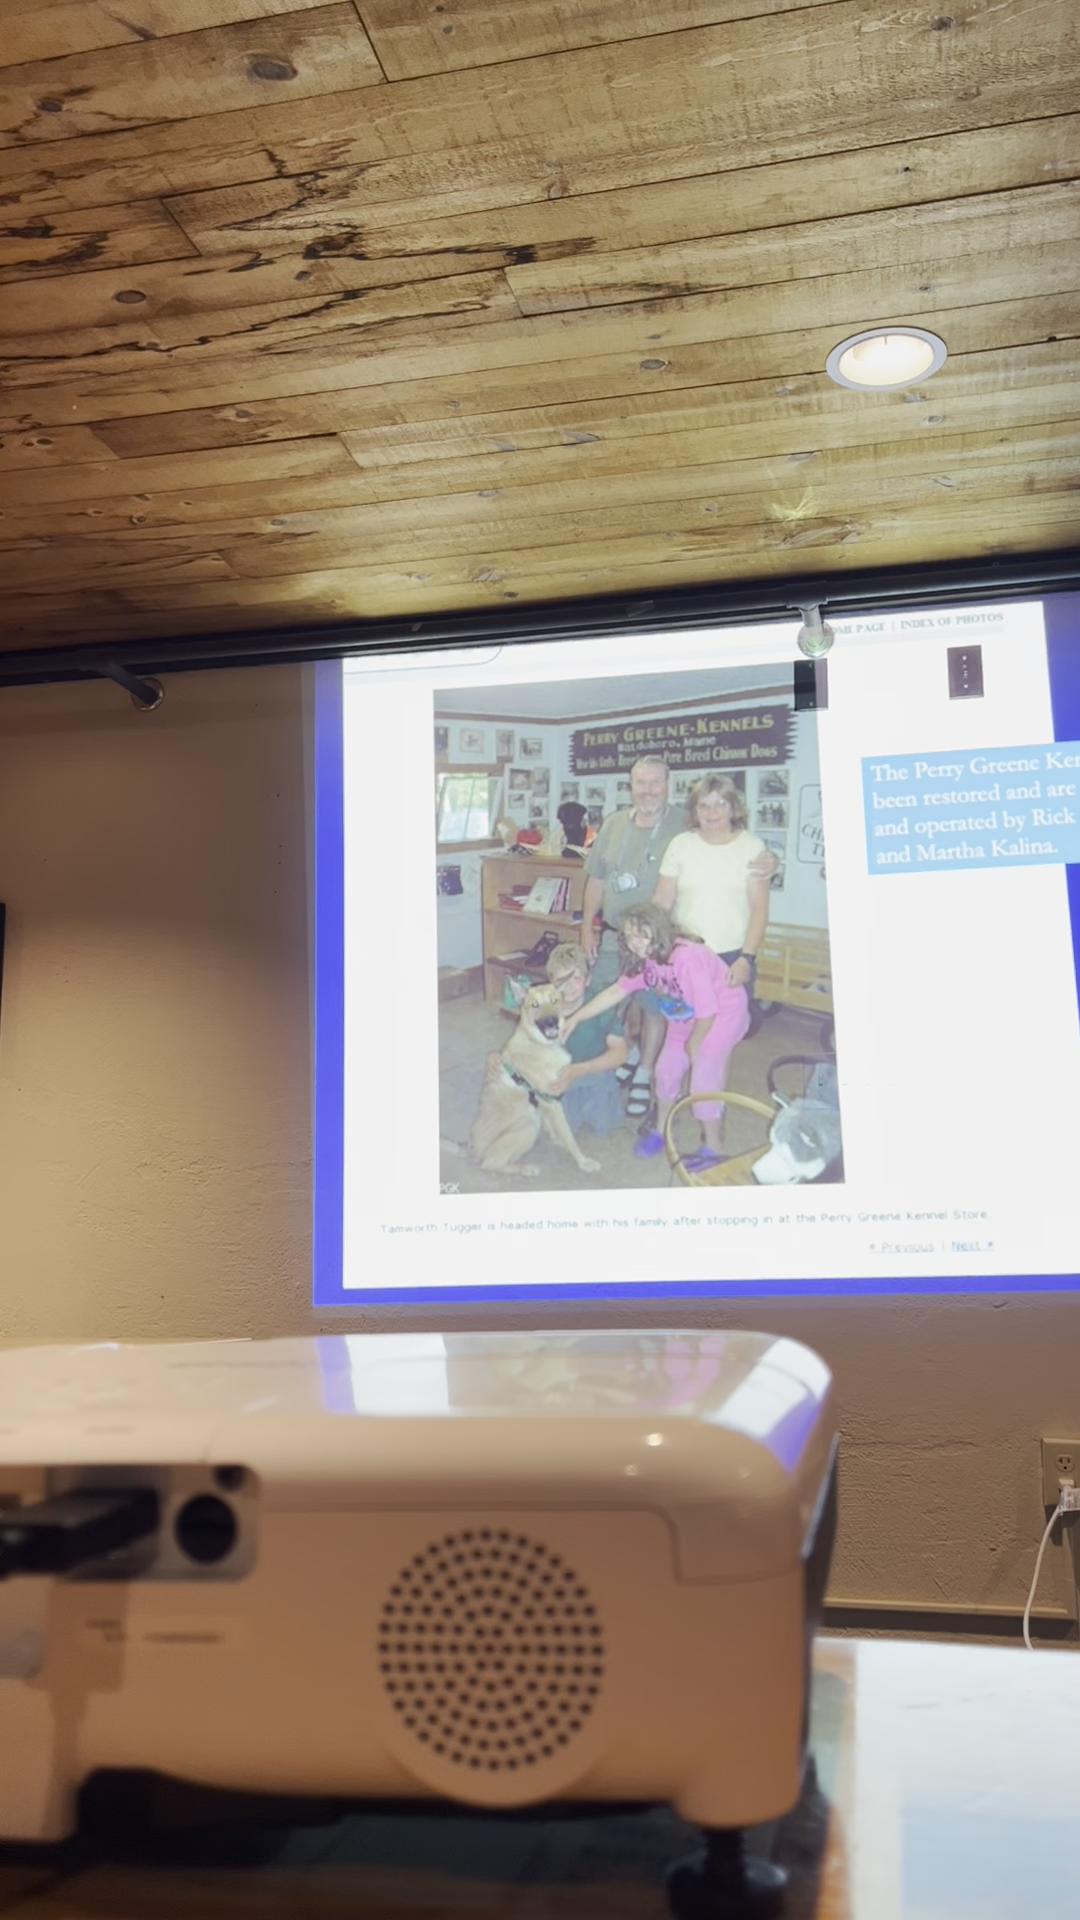 HOME PAGE | INDEX OF PHOTOS
PERRY GREENE-KENNELS
Waldoboro, Maine
Pure Bred Chinook Dogs
The Perry Greene Ken
been restored and are
and operated by Rick
and Martha Kalina.
PGK
Tamworth Tugger is headed home with his family after stopping in at the Perry Greene Kennel Store.
« Previous | Next »